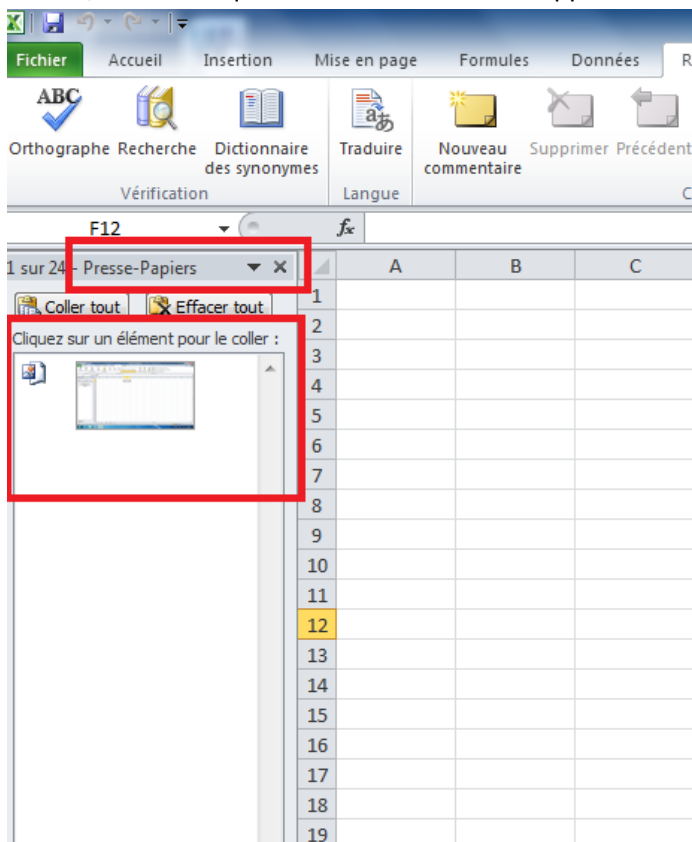 Fichier Accueil Insertion Mise en page Formules Données R
ABC
Orthographe Recherche Dictionnaire Traduire Nouveau Supprimer Précédent
des synonymes commentaire
Vérification Langue C
F12 fx
1 sur 24 - Presse-Papiers A B C
Coller tout Effacer tout 1
2
Cliquez sur un élément pour le coller :
3
4
5
6
7
8
9
10
11
12
13
14
15
16
17
18
19